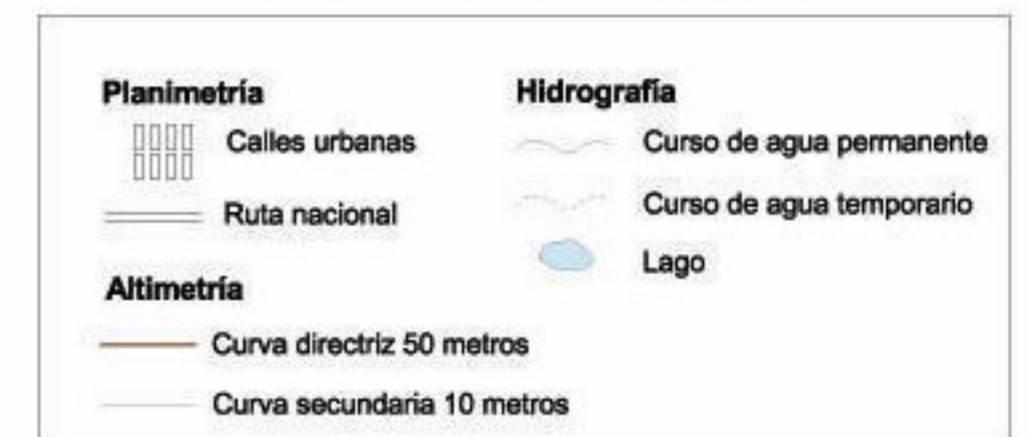 Planimetría
Calles urbanas
Ruta nacional
Altimetría
Curva directriz 50 metros
Curva secundaria 10 metros
Hidrografía
Curso de agua permanente
Curso de agua temporario
Lago